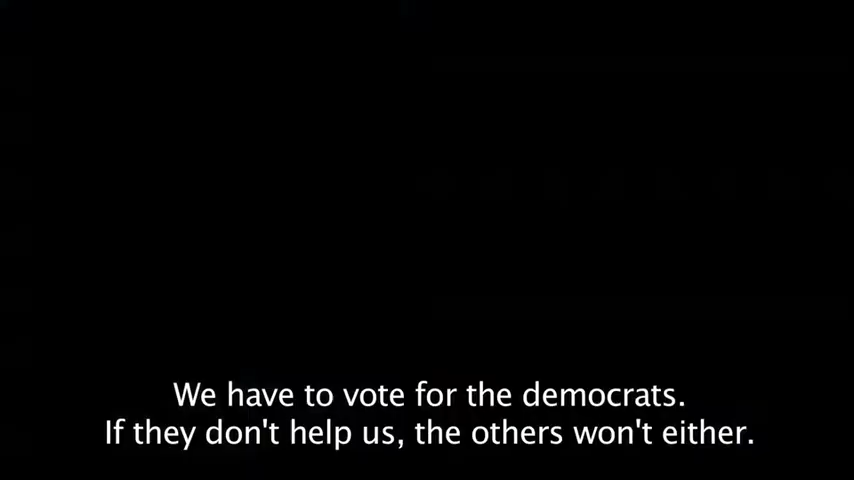 We have to vote for the democrats.
If they don't help us, the others won't either.